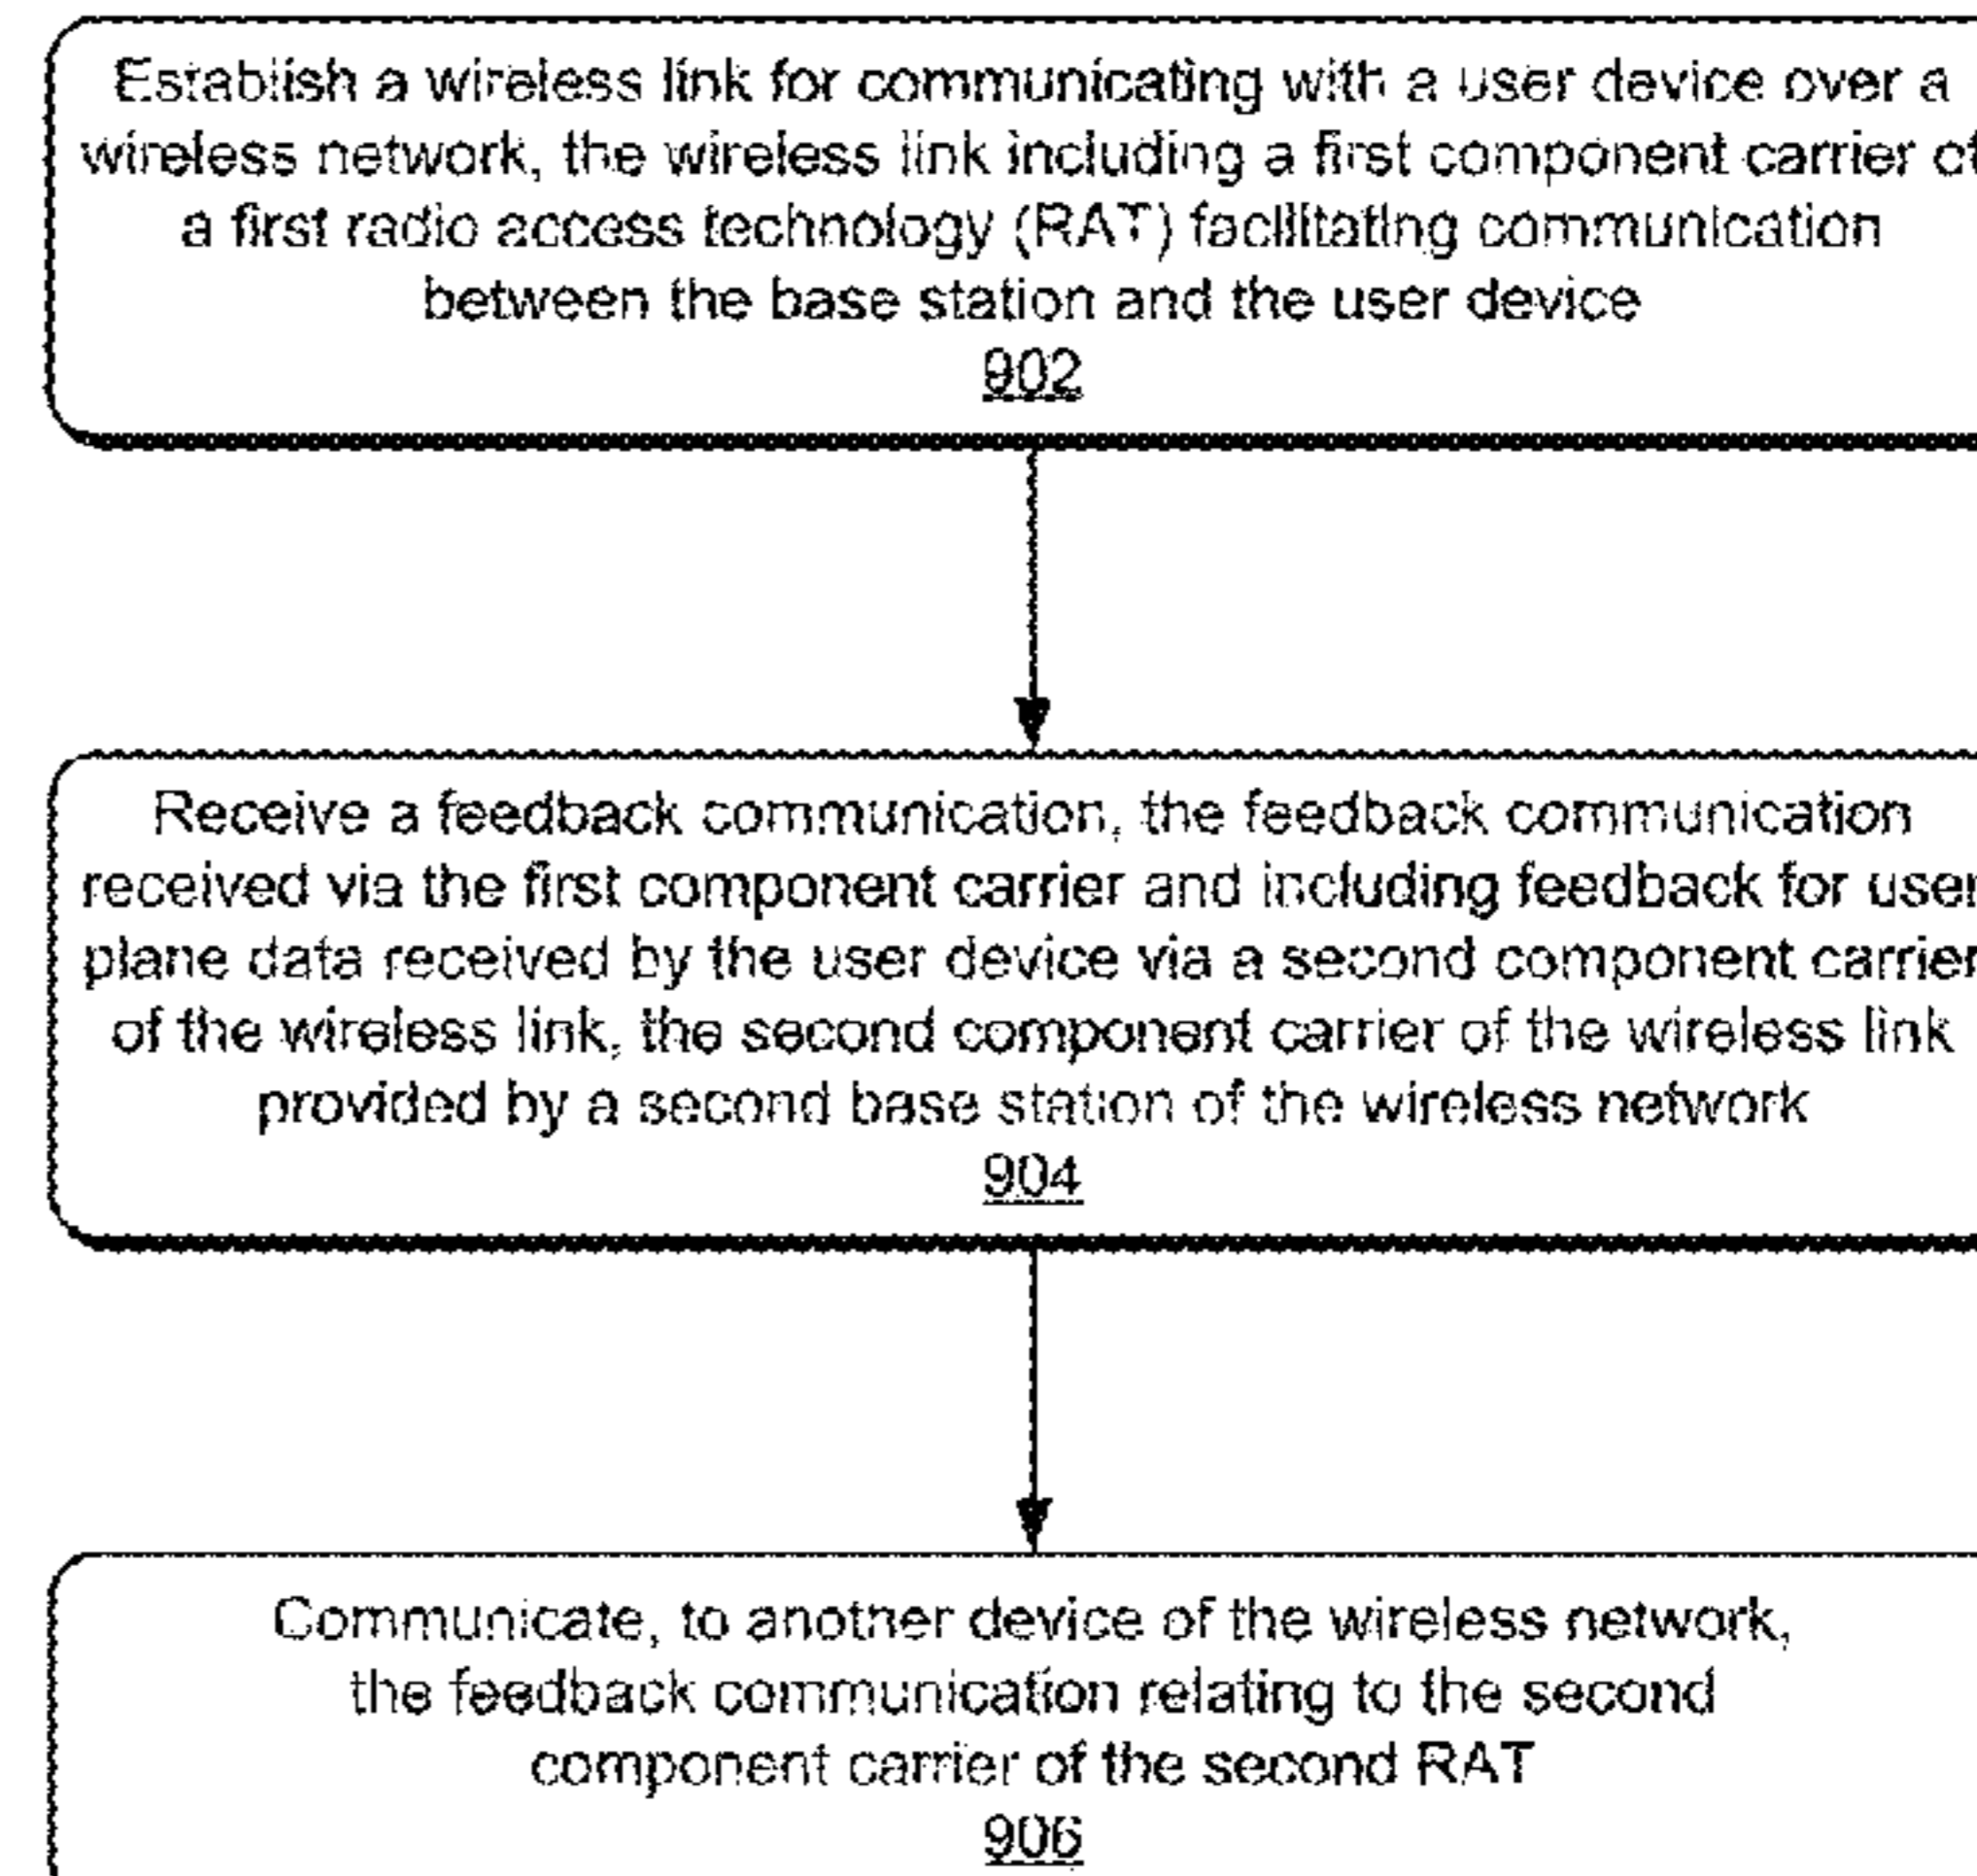 Establish a wireless link for communicating with a user device over a
wireless network, the wireless link including a first component carrier of
a first radio access technology (RAT) facilitating communication
between the base station and the user device
902
Receive a feedback communication, the feedback communication
received via the first component carrier and including feedback for user
plane data received by the user device via a second component carrier
of the wireless link, the second component carrier of the wireless link
provided by a second base station of the wireless network
904
Communicate, to another device of the wireless network,
the feedback communication relating to the second
component carrier of the second RAT
906